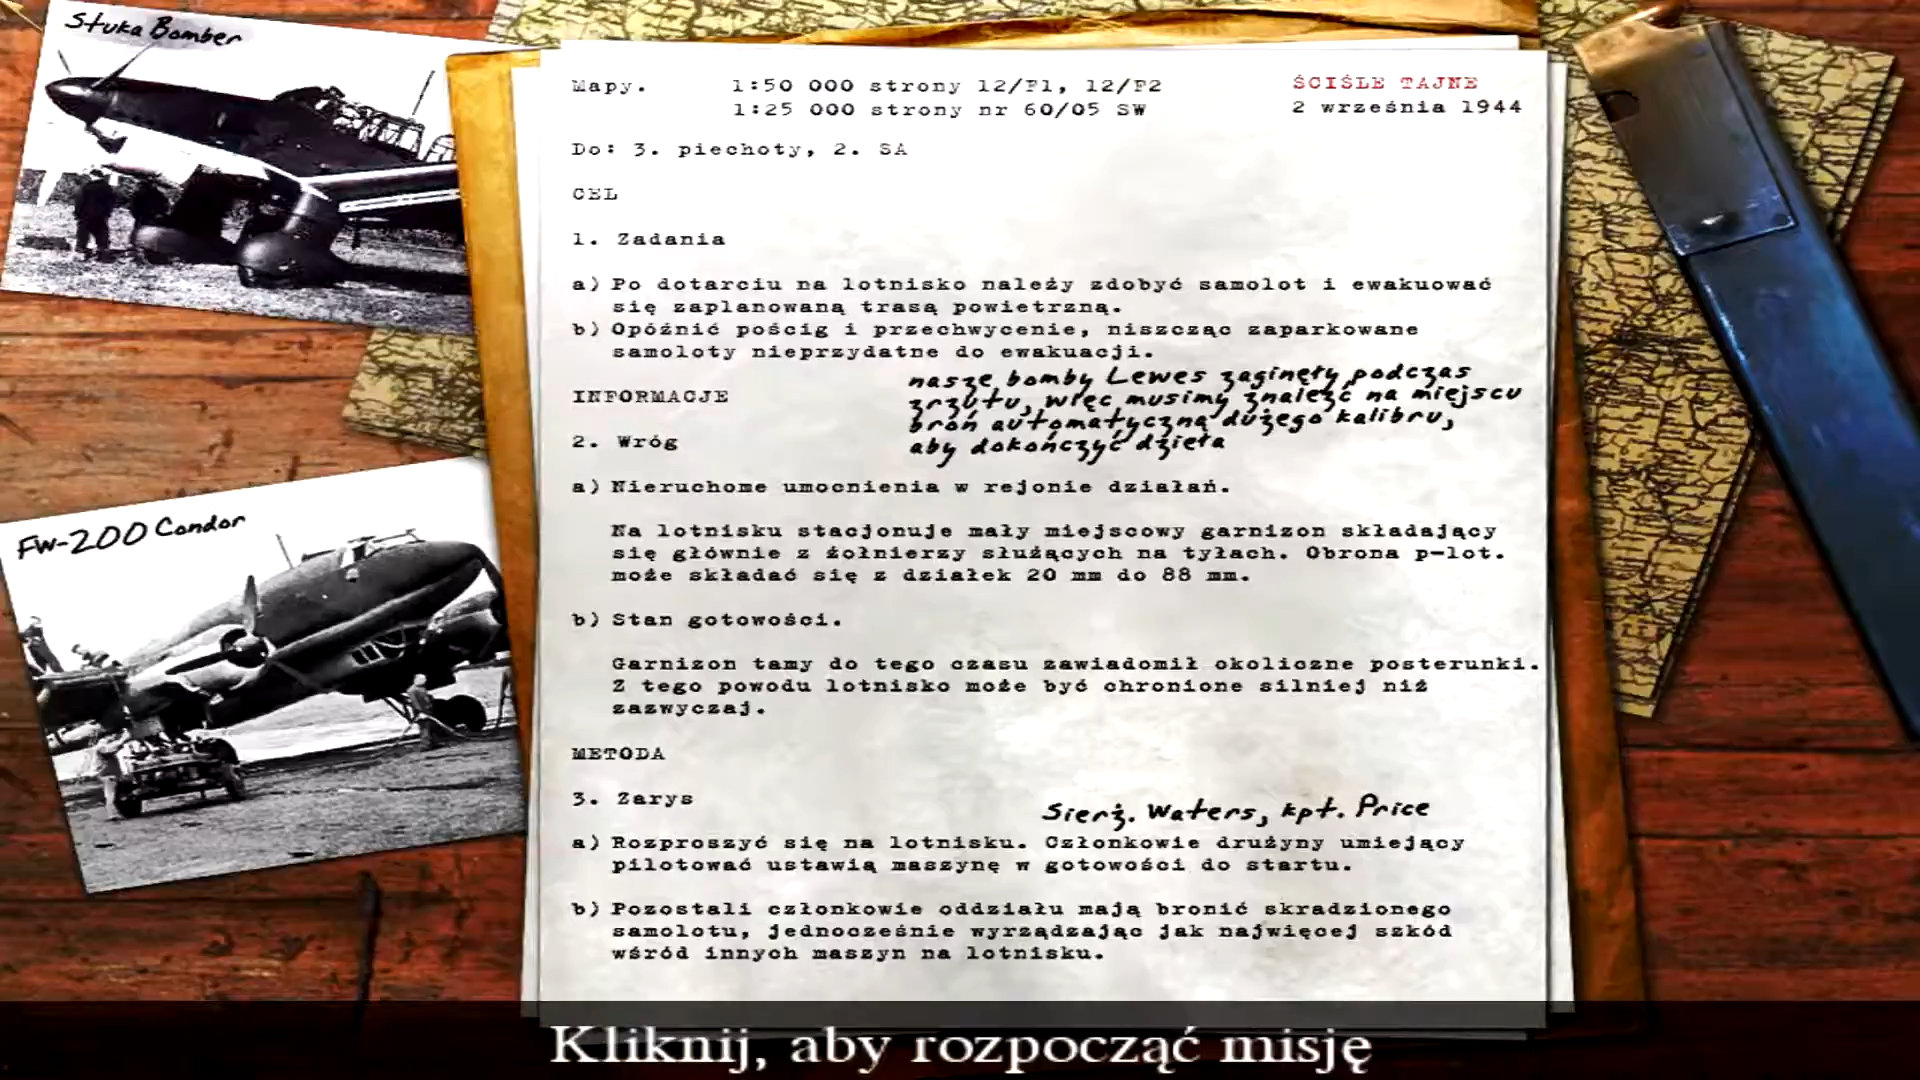 Stuka Bomber
FW-200 Condor
Mapy. 1:50 000 strony 12/F1, 12/F2
1:25 000 strony nr 60/05 SW
ŚCIŚLE TAJNE
2 września 1944
Do: 3. piechoty, 2. SA
CEL
1. Zadania
a) Po dotarciu na lotnisko należy zdobyć samolot i ewakuować
się zaplanowaną trasą powietrzną.
b) Opóźnić pościg i przechwycenie, niszcząc zaparkowane
samoloty nieprzydatne do ewakuacji.
nasze bomby Lewes zaginęły podczas
zrzutu, więc musimy znaleźć na miejscu
broń automatyczną dużego kalibru,
aby dokończyć dzieła
INFORMACJE
2. Wróg
a) Nieruchome umocnienia w rejonie działań.
Na lotnisku stacjonuje mały miejscowy garnizon składający
się głównie z żołnierzy służących na tyłach. Obrona p-lot.
może składać się z działek 20 mm do 88 mm.
b) Stan gotowości.
Garnizon tamy do tego czasu zawiadomił okoliczne posterunki.
Z tego powodu lotnisko może być chronione silniej niż
zazwyczaj.
METODA
3. Zarys
Sierż. Waters, kpt. Price
a) Rozproszyć się na lotnisku. Członkowie drużyny umiejący
pilotować ustawią maszynę w gotowości do startu.
b) Pozostali członkowie oddziału mają bronić skradzionego
samolotu, jednocześnie wyrządzając jak najwięcej szkód
wśród innych maszyn na lotnisku.
Kliknij, aby rozpocząć misję